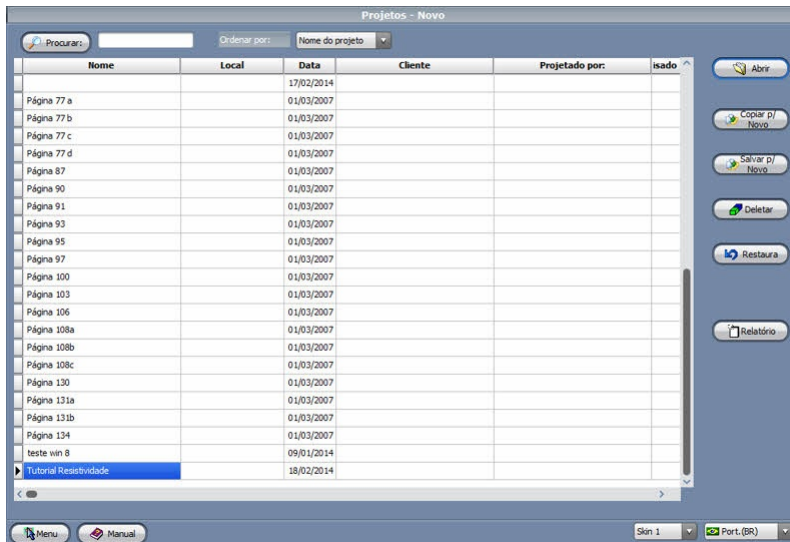 Projetos - Novo
Procurar: Ordenar por: Nome do projeto
Nome Local Data Cliente Projetado por: isado
17/02/2014
Página 77 a 01/03/2007
Página 77 b 01/03/2007
Página 77 c 01/03/2007
Página 77 d 01/03/2007
Página 87 01/03/2007
Página 90 01/03/2007
Página 91 01/03/2007
Página 93 01/03/2007
Página 95 01/03/2007
Página 97 01/03/2007
Página 100 01/03/2007
Página 103 01/03/2007
Página 106 01/03/2007
Página 108a 01/03/2007
Página 108b 01/03/2007
Página 108c 01/03/2007
Página 130 01/03/2007
Página 131a 01/03/2007
Página 131b 01/03/2007
Página 134 01/03/2007
teste win 8 09/01/2014
Tutorial Resistividade 18/02/2014
Abrir
Copiar p/
Novo
Salvar p/
Novo
Deletar
Restaura
Relatório
Menu Manual Skin 1 Port.(BR)